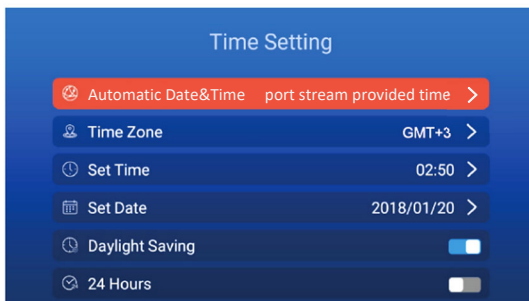 Time Setting
Automatic Date&Time port stream provided time
Time Zone GMT+3
Set Time 02:50
Set Date 2018/01/20
Daylight Saving
24 Hours